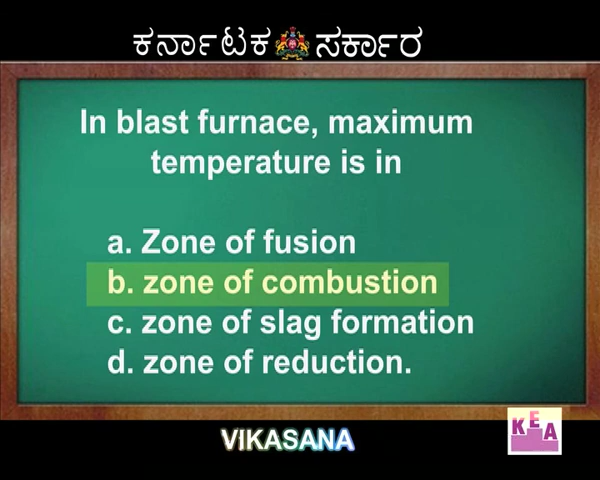 ಕರ್ನಾಟಕ ಸರ್ಕಾರ
In blast furnace, maximum
temperature is in
a. Zone of fusion
b. zone of combustion
c. zone of slag formation
d. zone of reduction.
KEA
VIKASANA